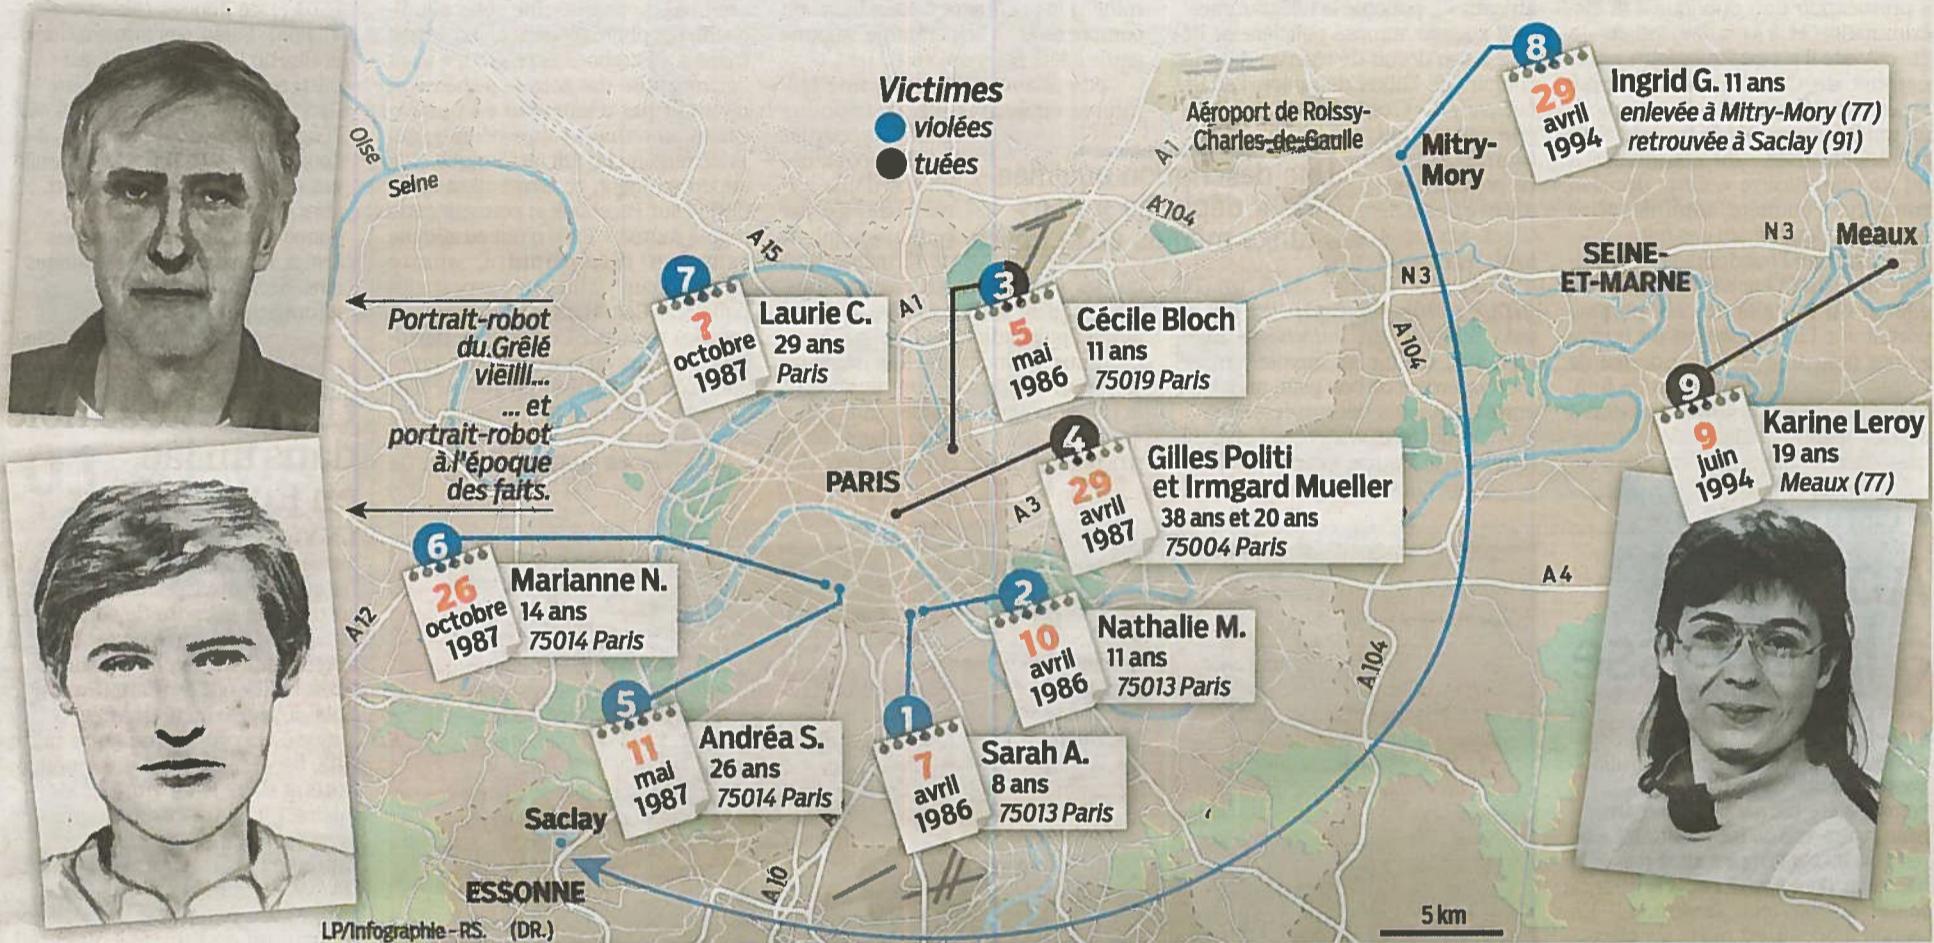 Victimes
violées
tuées
Portrait-robot
du Grêlé
vieilli...
... et
portrait-robot
à l'époque
des faits.
1
7
avril
1986
Sarah A.
8 ans
75013 Paris
2
10
avril
1986
Nathalie M.
11 ans
75013 Paris
3
5
mai
1986
Cécile Bloch
11 ans
75019 Paris
4
29
avril
1987
Gilles Politi
et Irmgard Mueller
38 ans et 20 ans
75004 Paris
5
11
mai
1987
Andréa S.
26 ans
75014 Paris
6
26
octobre
1987
Marianne N.
14 ans
75014 Paris
7
?
octobre
1987
Laurie C.
29 ans
Paris
8
29
avril
1994
Ingrid G. 11 ans
enlevée à Mitry-Mory (77)
retrouvée à Saclay (91)
9
9
juin
1994
Karine Leroy
19 ans
Meaux (77)
Oise
Seine
A 15
A 1
A 1
Aéroport de Roissy-
Charles-de-Gaulle
A 104
Mitry-
Mory
N 3
SEINE-
ET-MARNE
N 3
Meaux
A 104
PARIS
A 3
A 12
A 4
A 104
Saclay
ESSONNE
A 10
5 km
LP/Infographie - RS. (DR.)